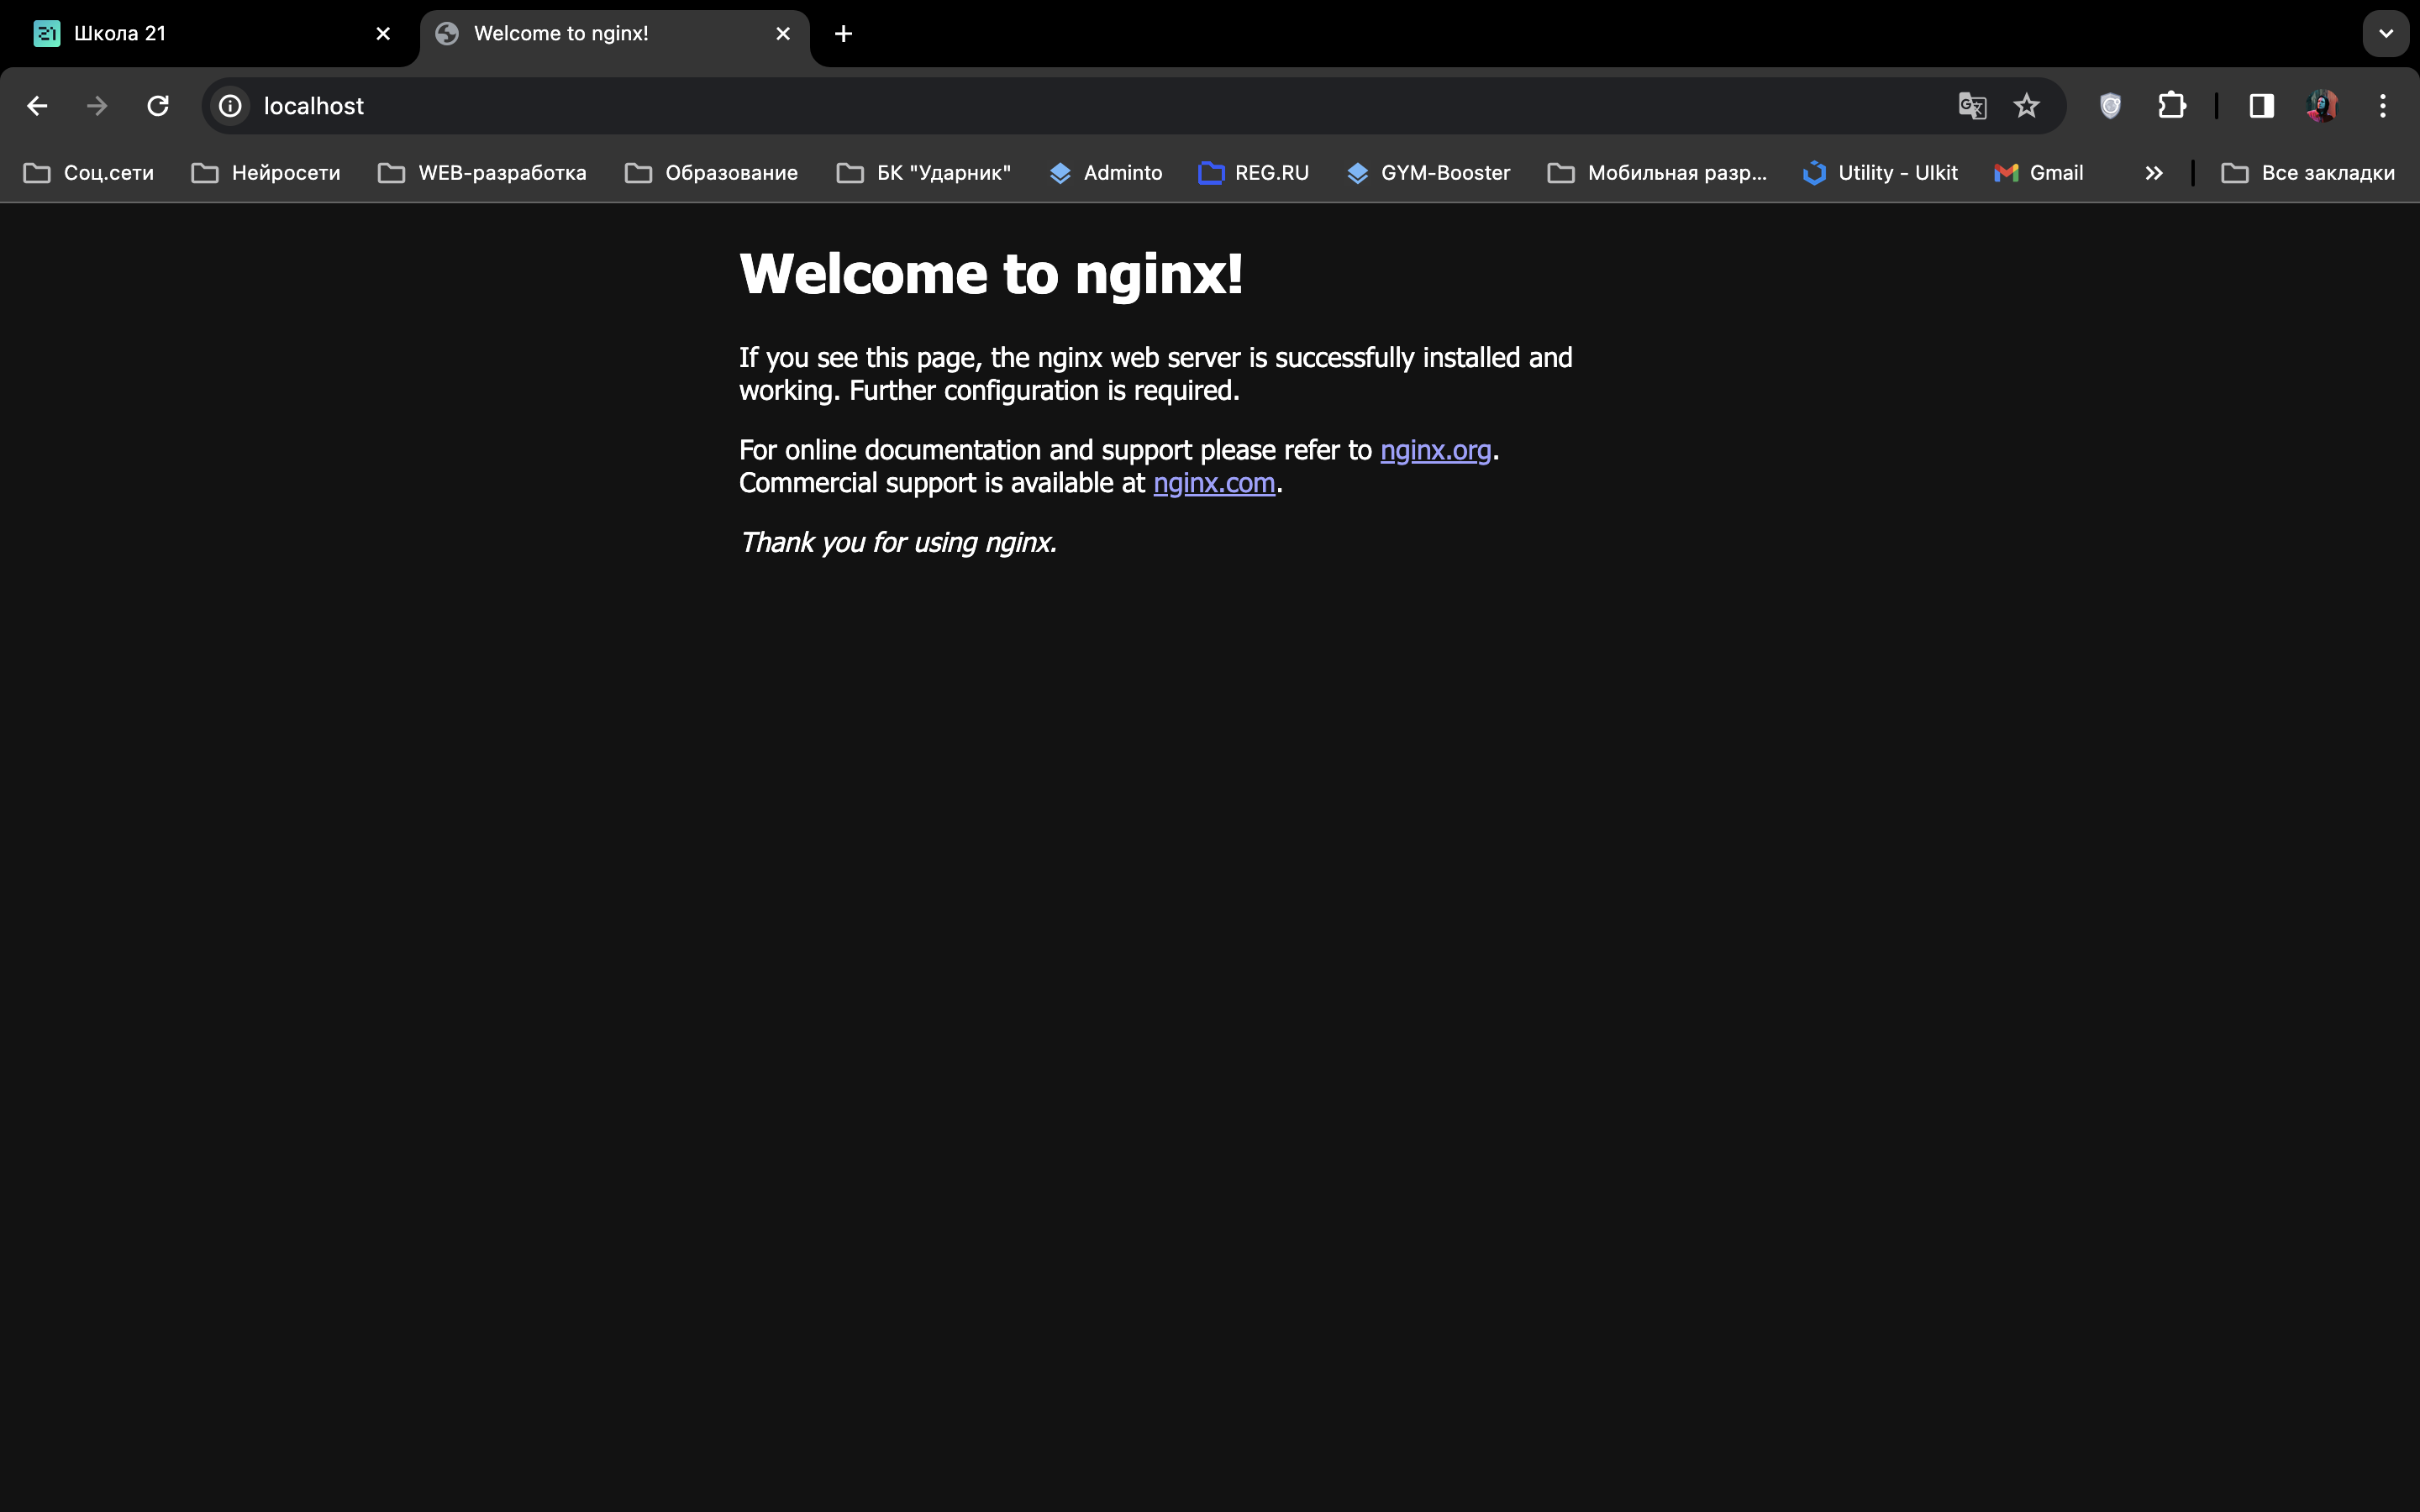 Школа 21
Welcome to nginx!
localhost
Соц.сети
Нейросети
WEB-разработка
Образование
БК "Ударник"
Adminto
REG.RU
GYM-Booster
Мобильная разр...
Utility - UIkit
Gmail
Все закладки
Welcome to nginx!
If you see this page, the nginx web server is successfully installed and
working. Further configuration is required.
For online documentation and support please refer to nginx.org.
Commercial support is available at nginx.com.
Thank you for using nginx.